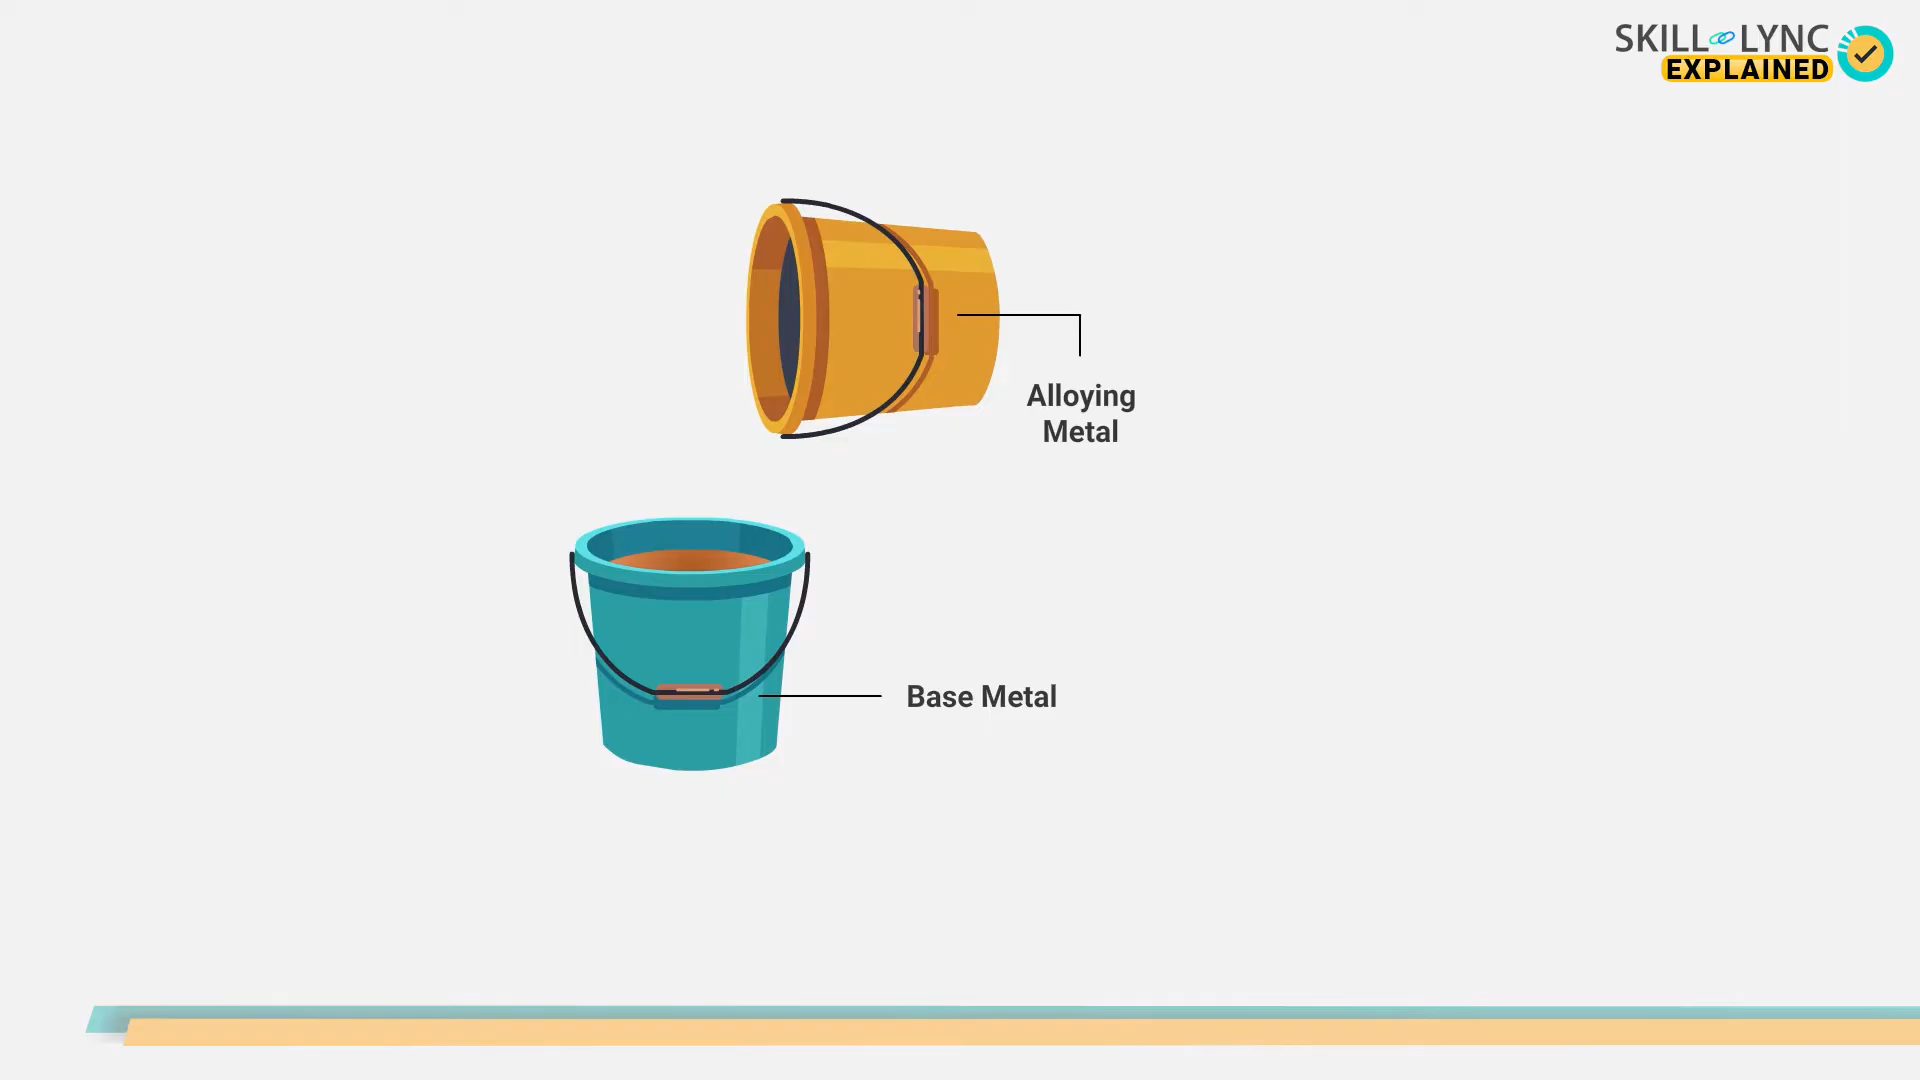 SKILL LYNC
EXPLAINED
Alloying
Metal
Base Metal